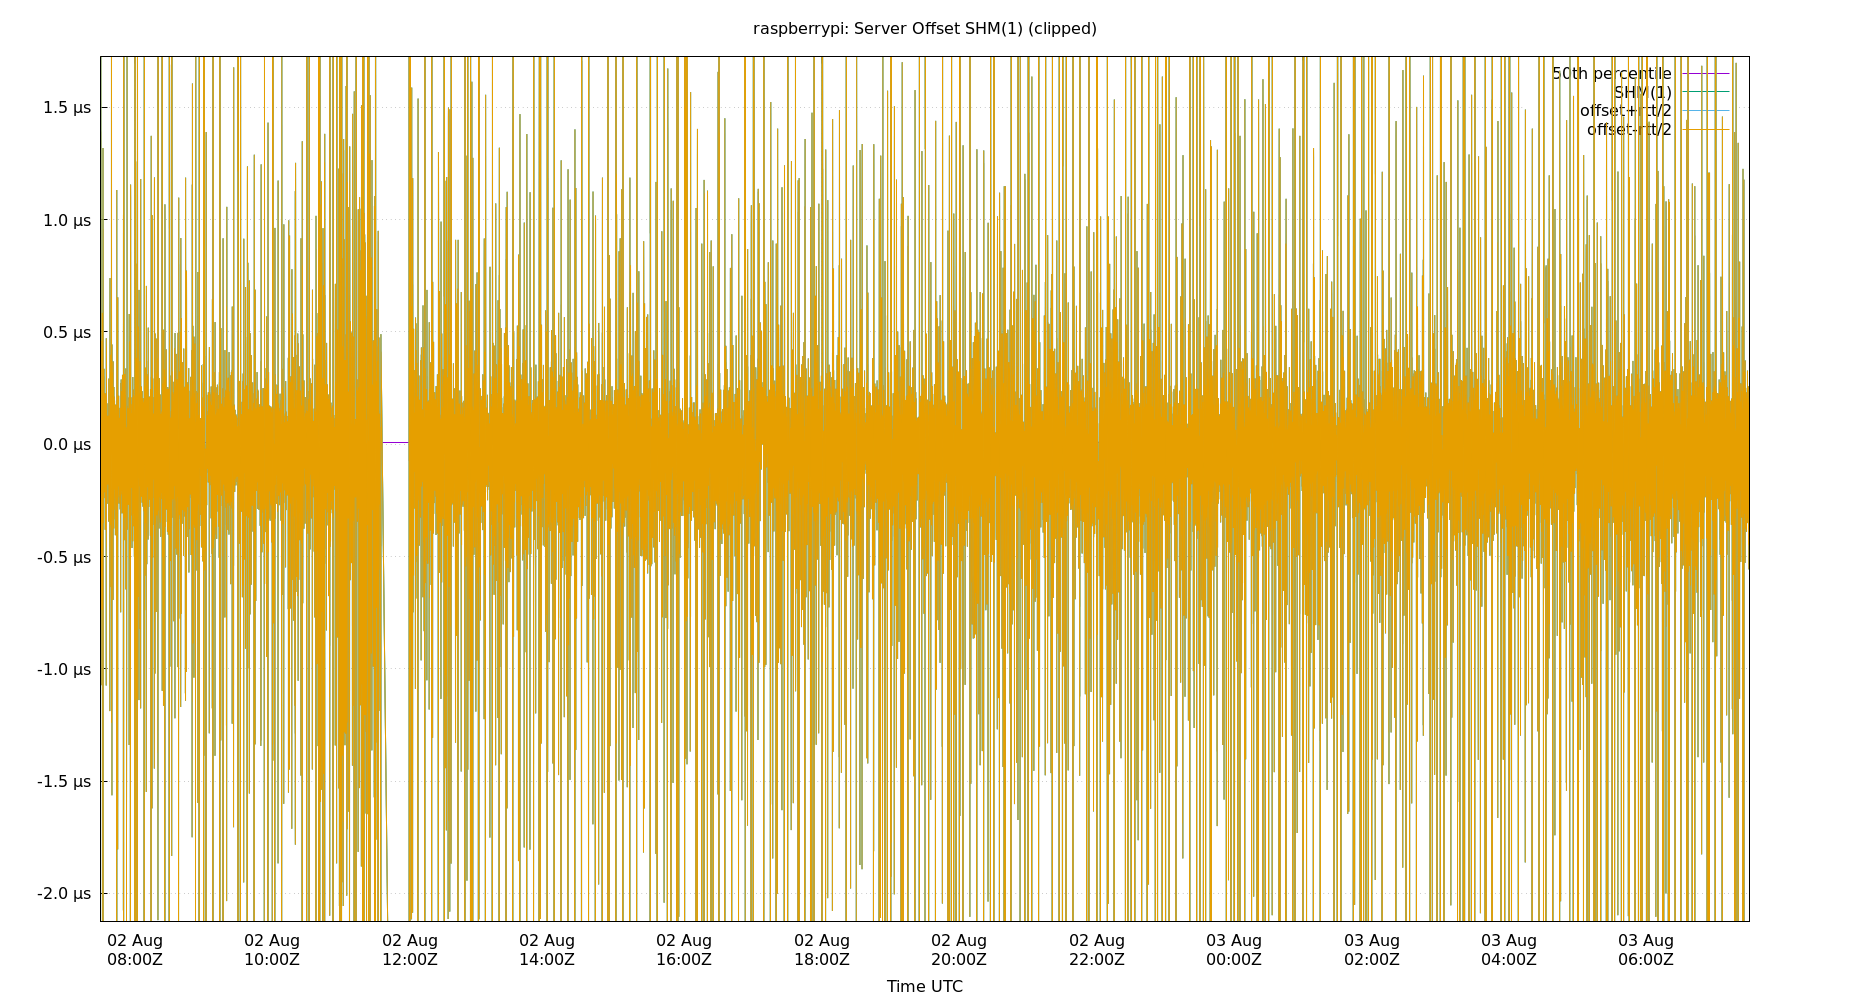 raspberrypi: Server Offset SHM(1) (clipped)
50th percentile
SHM(1)
offset+rtt/2
offset-rtt/2
1.5 µs
1.0 µs
0.5 µs
0.0 µs
-0.5 µs
-1.0 µs
-1.5 µs
-2.0 µs
02 Aug 02 Aug 02 Aug 02 Aug 02 Aug 02 Aug 02 Aug 02 Aug 03 Aug 03 Aug 03 Aug 03 Aug
08:00Z 10:00Z 12:00Z 14:00Z 16:00Z 18:00Z 20:00Z 22:00Z 00:00Z 02:00Z 04:00Z 06:00Z
Time UTC